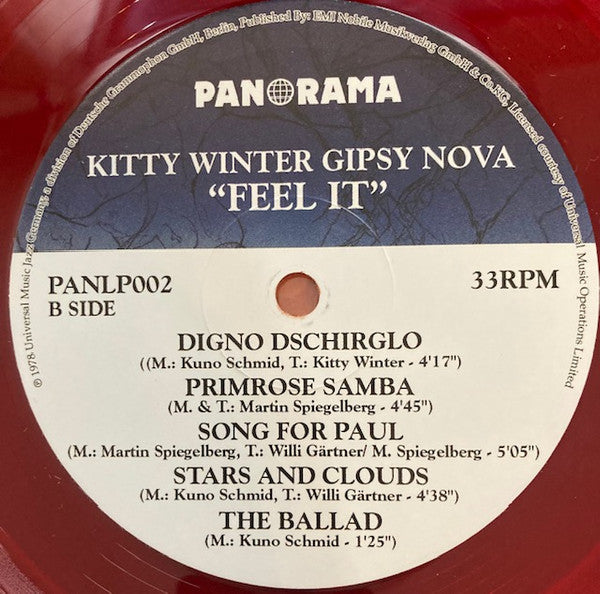 ℗ 1978 Universal Music Jazz Germany, a division of Deutsche Grammophon GmbH, Berlin, Published By: EMI Nobile Musikverlag GmbH & Co.KG, Licensed courtesy of Universal Music Operations Limited
PANORAMA
KITTY WINTER GIPSY NOVA
“FEEL IT”
PANLP002
33RPM
B SIDE
DIGNO DSCHIRGLO
((M.: Kuno Schmid, T.: Kitty Winter - 4'17")
PRIMROSE SAMBA
(M. & T.: Martin Spiegelberg - 4'45")
SONG FOR PAUL
(M.: Martin Spiegelberg, T.: Willi Gärtner/ M. Spiegelberg - 5'05")
STARS AND CLOUDS
(M.: Kuno Schmid, T.: Willi Gärtner - 4'38")
THE BALLAD
(M.: Kuno Schmid - 1'25")